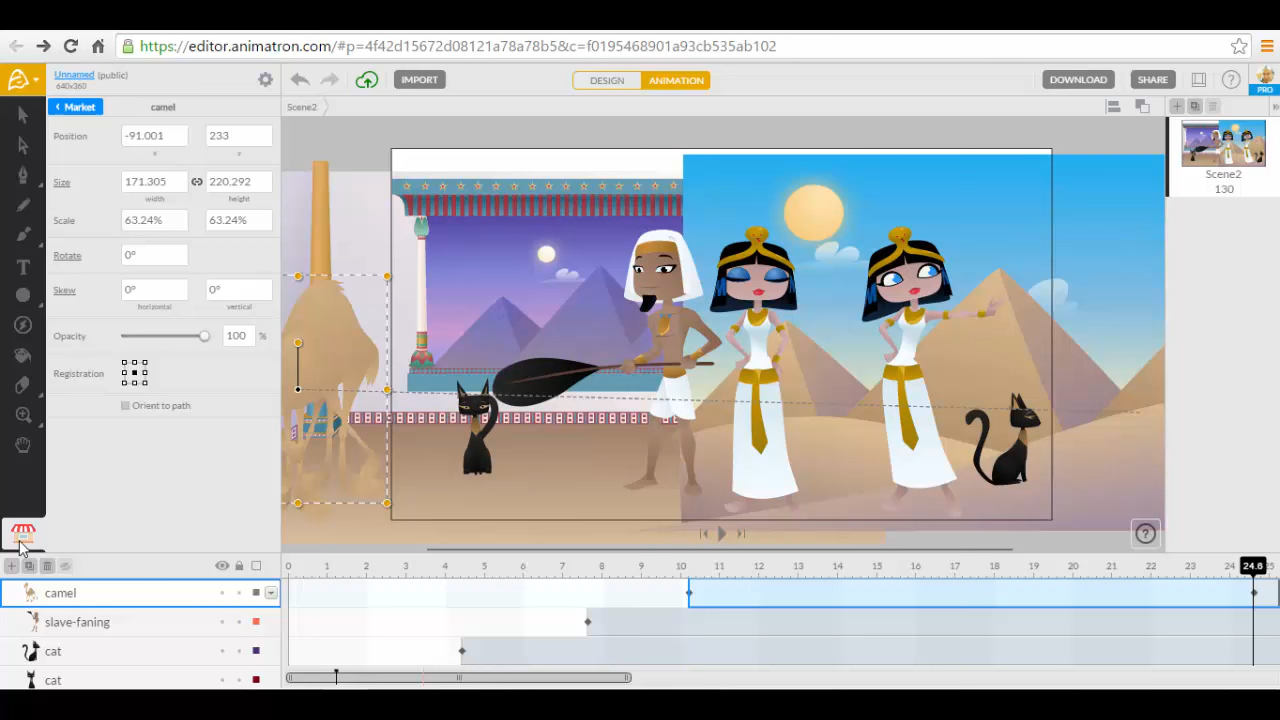 https://editor.animatron.com/#p=4f42d15672d08121a78a78b5&c=f0195468901a93cb535ab102
Unnamed (public)
640x360
IMPORT
DESIGN
ANIMATION
DOWNLOAD
SHARE
?
PRO
Market
camel
Scene2
Position
-91.001
233
x
y
Size
171.305
220.292
width
height
Scale
63.24%
63.24%
Rotate
0°
Skew
0°
0°
horizontal
vertical
Opacity
100
%
Registration
Orient to path
Scene2
130
T
?
0 1 2 3 4 5 6 7 8 9 10 11 12 13 14 15 16 17 18 19 20 21 22 23 24 24.8 25
camel
slave-faning
cat
cat